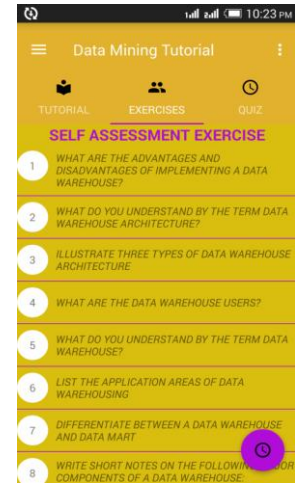 10:23 PM
Data Mining Tutorial
TUTORIAL EXERCISES QUIZ
SELF ASSESSMENT EXERCISE
1 WHAT ARE THE ADVANTAGES AND
DISADVANTAGES OF IMPLEMENTING A DATA
WAREHOUSE?
2 WHAT DO YOU UNDERSTAND BY THE TERM DATA
WAREHOUSE ARCHITECTURE?
3 ILLUSTRATE THREE TYPES OF DATA WAREHOUSE
ARCHITECTURE
4 WHAT ARE THE DATA WAREHOUSE USERS?
5 WHAT DO YOU UNDERSTAND BY THE TERM DATA
WAREHOUSE?
6 LIST THE APPLICATION AREAS OF DATA
WAREHOUSING
7 DIFFERENTIATE BETWEEN A DATA WAREHOUSE
AND DATA MART
8 WRITE SHORT NOTES ON THE
COMPONENTS OF A DATA WAREHOUSE: